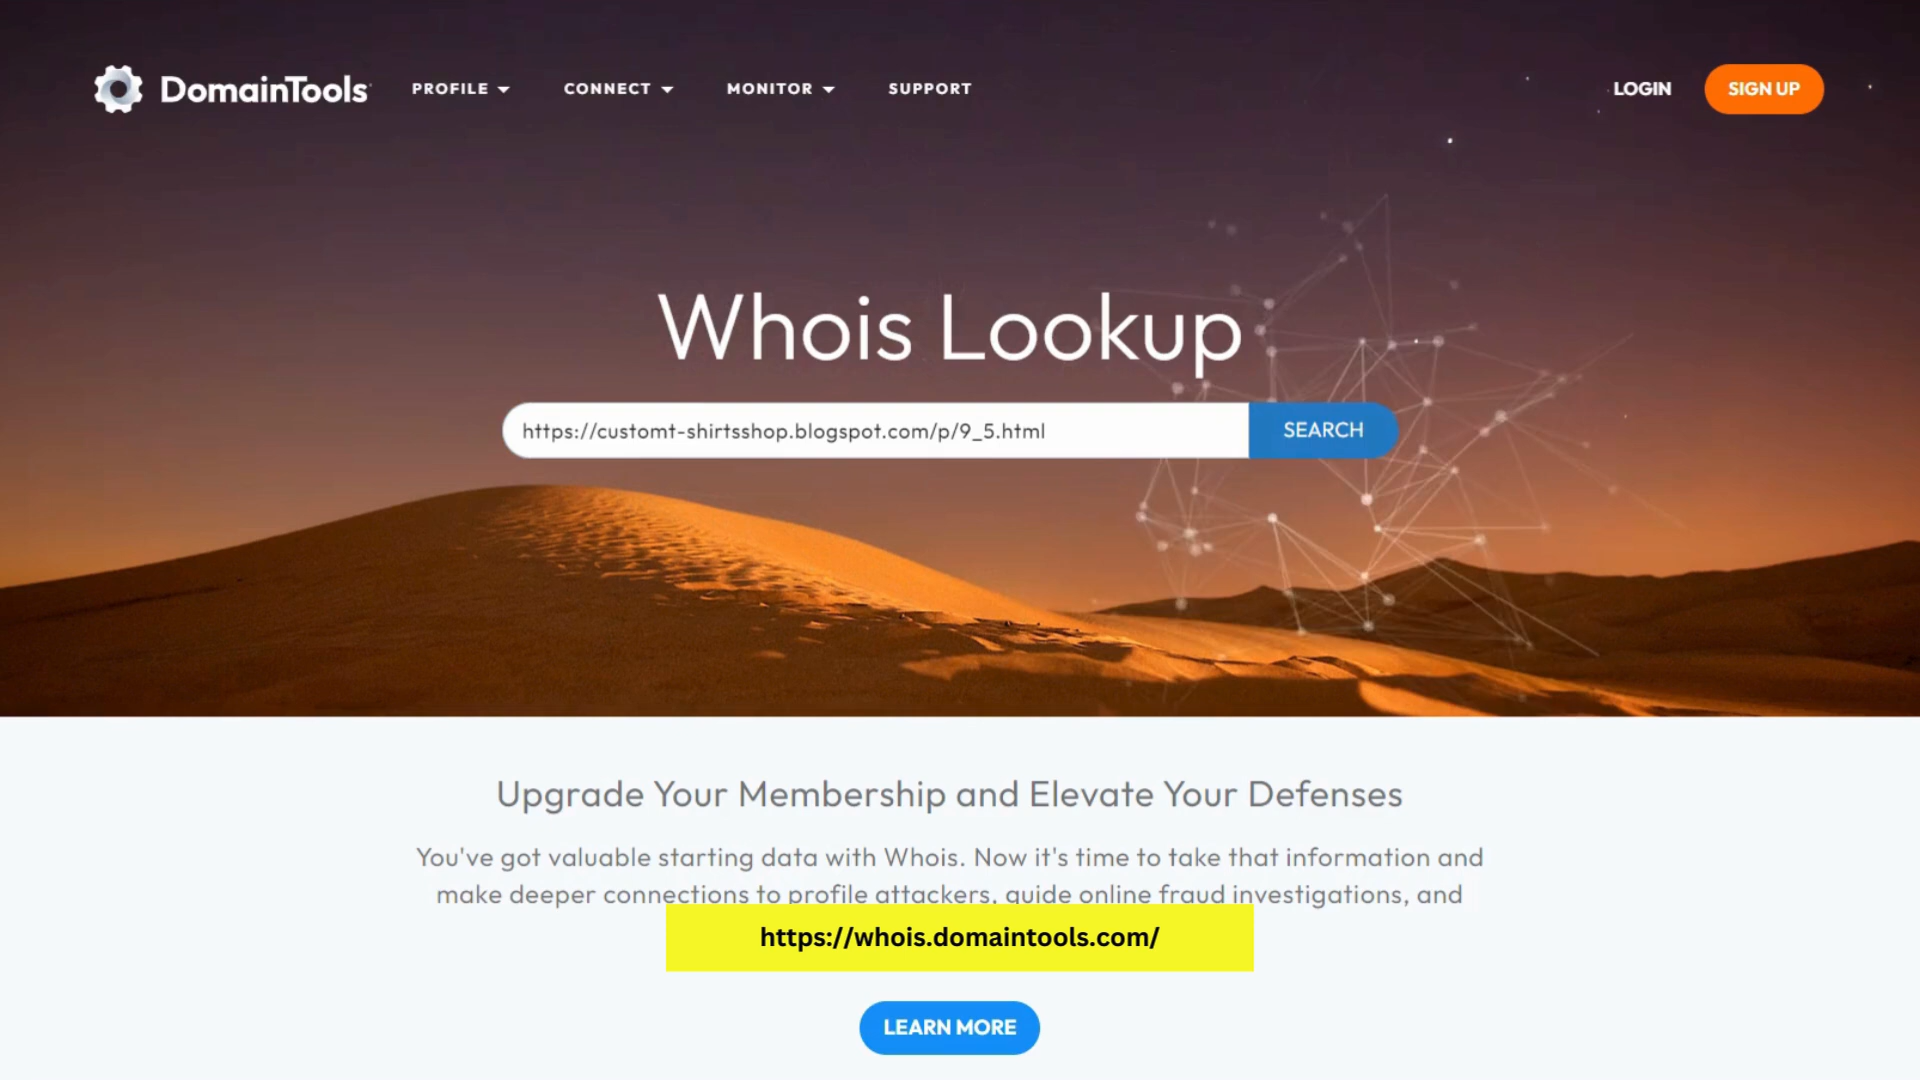 DomainTools
PROFILE
CONNECT
MONITOR
SUPPORT
LOGIN
SIGN UP
Whois Lookup
https://customt-shirtsshop.blogspot.com/p/9_5.html
SEARCH
Upgrade Your Membership and Elevate Your Defenses
You've got valuable starting data with Whois. Now it's time to take that information and
make deeper connections to profile attackers, guide online fraud investigations, and
https://whois.domaintools.com/
LEARN MORE